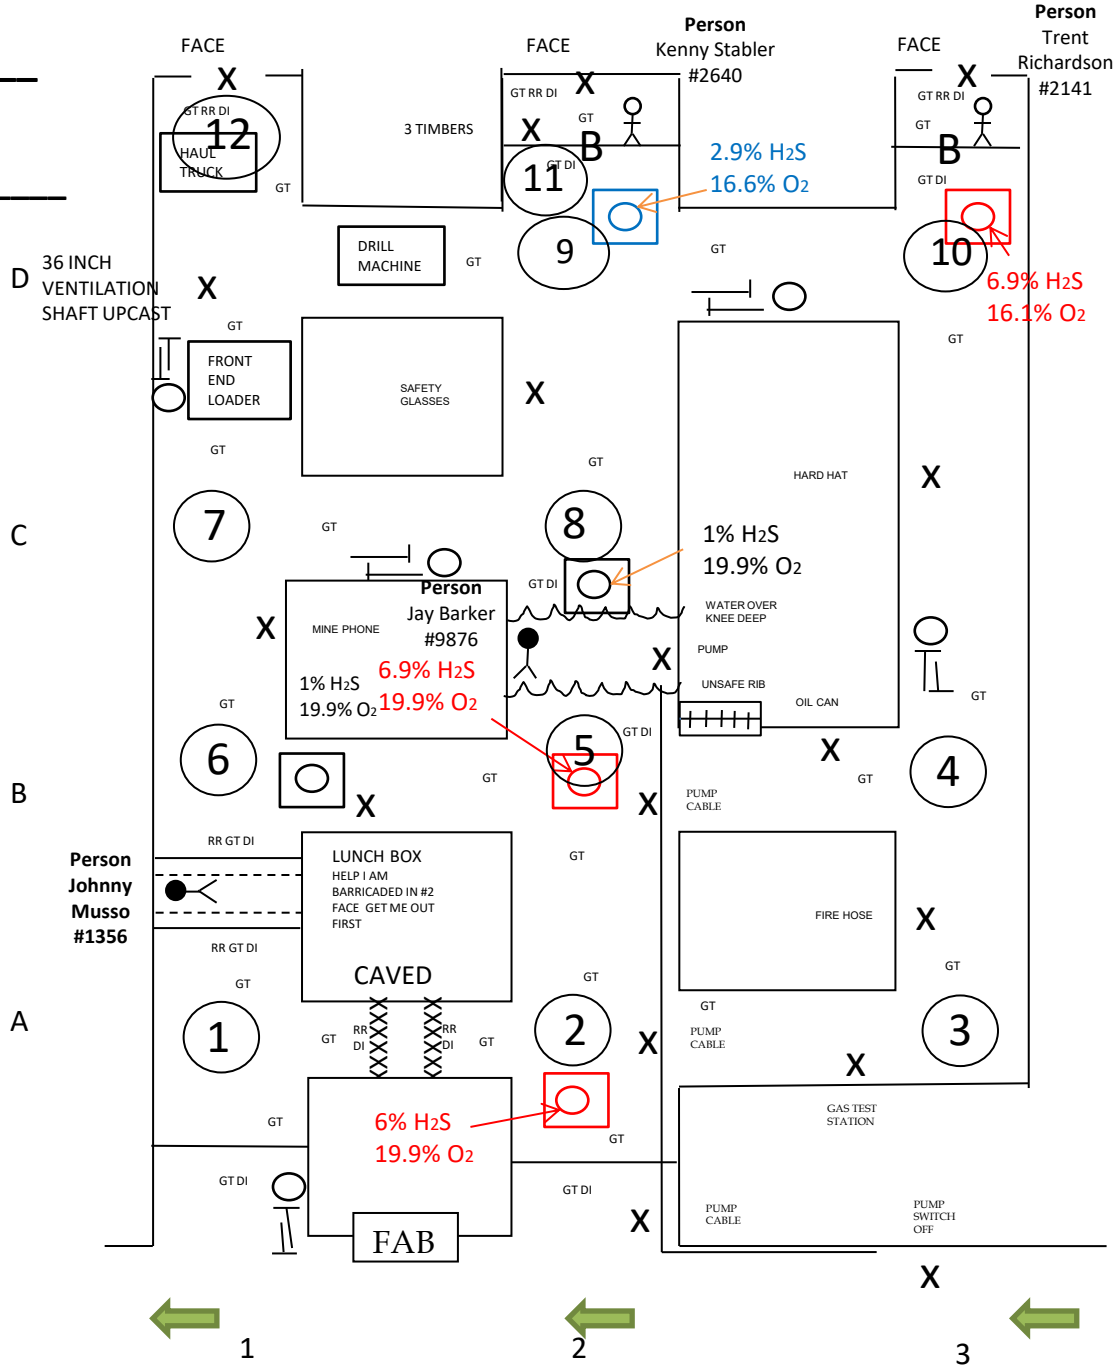 Person
Kenny Stabler
#2640
Person
Trent
Richardson
#2141
FACE
FACE
FACE
X
X
X
GT RR DI
12
HAUL
TRUCK
GT
3 TIMBERS
GT RR DI
GT
X
B
GT DI
11
2.9% H2S
16.6% O2
GT RR DI
GT
B
GT DI
D
36 INCH
VENTILATION
SHAFT UPCAST
X
DRILL
MACHINE
GT
9
GT
10
6.9% H2S
16.1% O2
GT
GT
FRONT
END
LOADER
SAFETY
GLASSES
X
GT
GT
HARD HAT
X
C
7
GT
8
1% H2S
19.9% O2
GT DI
Person
Jay Barker
#9876
X
MINE PHONE
WATER OVER
KNEE DEEP
X
PUMP
6.9% H2S
19.9% O2
1% H2S
19.9% O2
UNSAFE RIB
OIL CAN
GT
GT
6
5
GT DI
X
4
B
GT
GT
X
X
PUMP
CABLE
RR GT DI
GT
Person
Johnny
Musso
#1356
LUNCH BOX
HELP I AM
BARRICADED IN #2
FACE GET ME OUT
FIRST
FIRE HOSE
X
RR GT DI
CAVED
GT
GT
GT
A
1
GT
RR
DI
RR
DI
GT
2
X
GT
PUMP
CABLE
3
X
6% H2S
19.9% O2
GT
GT
GAS TEST
STATION
GT DI
GT DI
X
PUMP
CABLE
PUMP
SWITCH
OFF
FAB
X
1
2
3